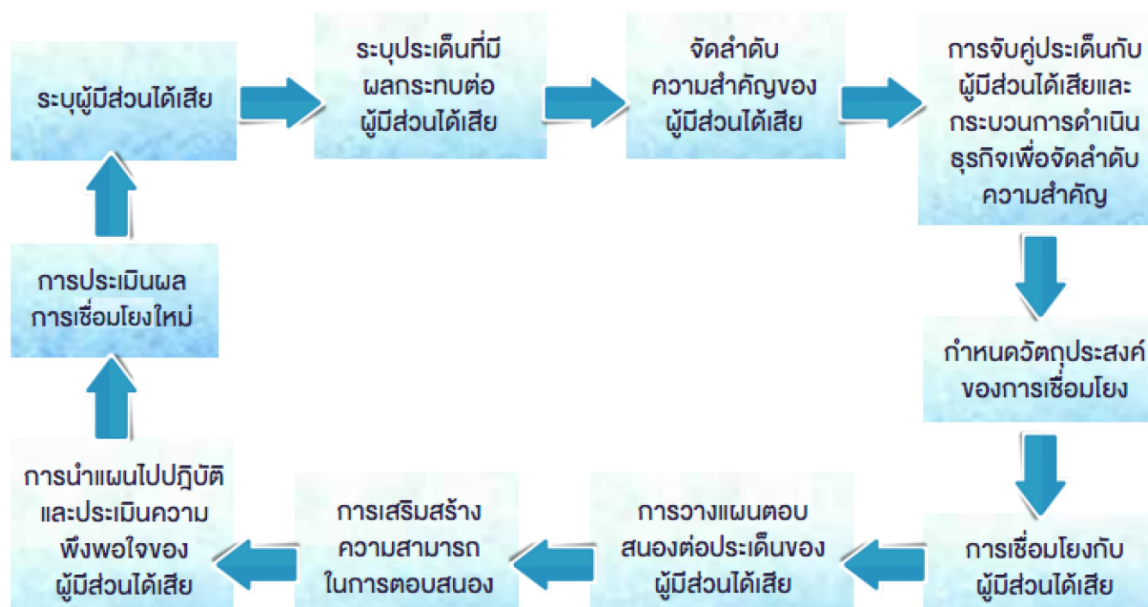 ระบุผู้มีส่วนได้เสีย
ระบุประเด็นที่มี
ผลกระทบต่อ
ผู้มีส่วนได้เสีย
จัดลำดับ
ความสำคัญของ
ผู้มีส่วนได้เสีย
การจับคู่ประเด็นกับ
ผู้มีส่วนได้เสียและ
กระบวนการดำเนิน
ธุรกิจเพื่อจัดลำดับ
ความสำคัญ
กำหนดวัตถุประสงค์
ของการเชื่อมโยง
การเชื่อมโยงกับ
ผู้มีส่วนได้เสีย
การวางแผนตอบ
สนองต่อประเด็นของ
ผู้มีส่วนได้เสีย
การเสริมสร้าง
ความสามารถ
ในการตอบสนอง
การนำแผนไปปฏิบัติ
และประเมินความ
พึงพอใจของ
ผู้มีส่วนได้เสีย
การประเมินผล
การเชื่อมโยงใหม่